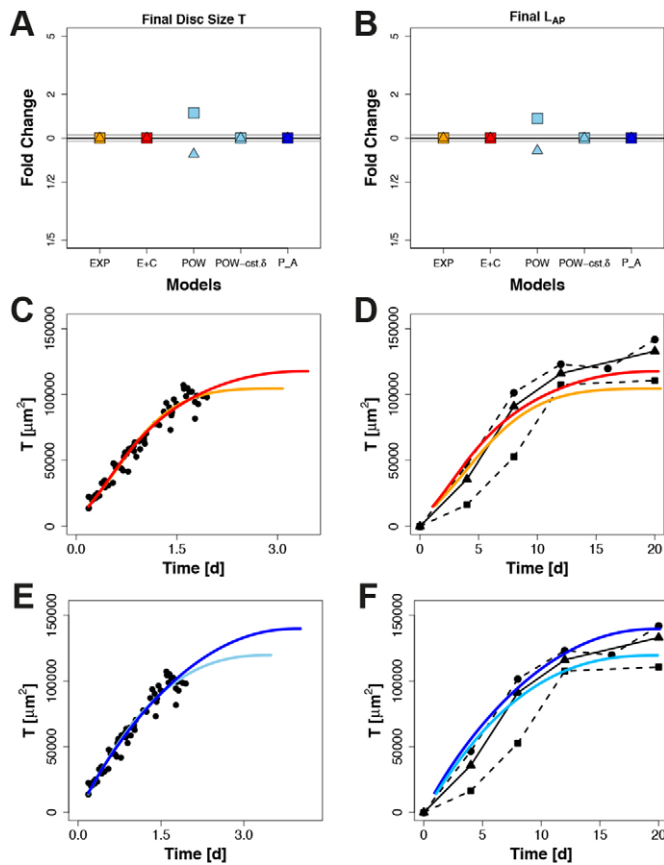 A
Final Disc Size T
Fold Change
5
2
0
1/2
1/5
EXP
E+C
POW
POW-cst.δ
P_A
Models
B
Final L_AP
Fold Change
5
2
0
1/2
1/5
EXP
E+C
POW
POW-cst.δ
P_A
Models
C
T [μm²]
150000
100000
50000
0
0.0
1.5
3.0
Time [d]
D
T [μm²]
150000
100000
50000
0
0
5
10
15
20
Time [d]
E
T [μm²]
150000
100000
50000
0
0.0
1.5
3.0
Time [d]
F
T [μm²]
150000
100000
50000
0
0
5
10
15
20
Time [d]